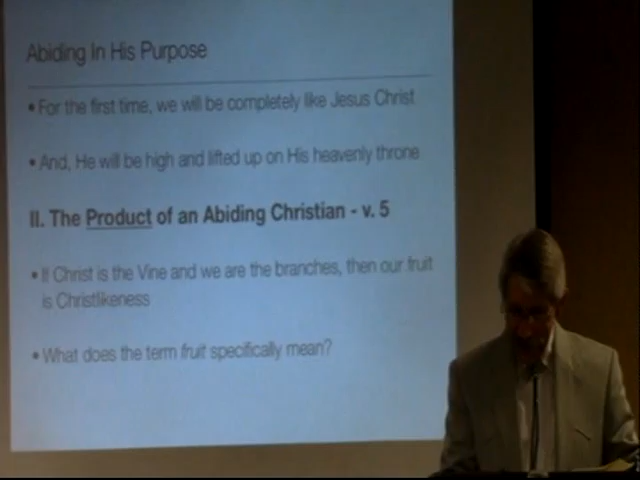 Abiding In His Purpose
• For the first time, we will be completely like Jesus Christ
• And, He will be high and lifted up on His heavenly throne
II. The Product of an Abiding Christian - v. 5
• If Christ is the Vine and we are the branches, then our fruit
is Christlikeness
• What does the term fruit specifically mean?